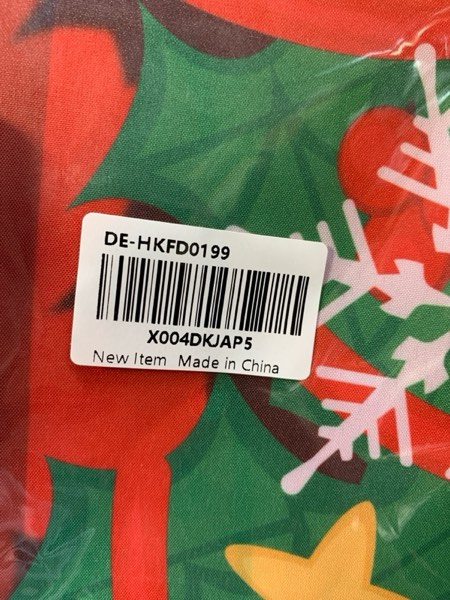 DE-HKFD0199
X004DKJAP5
New Item Made in China